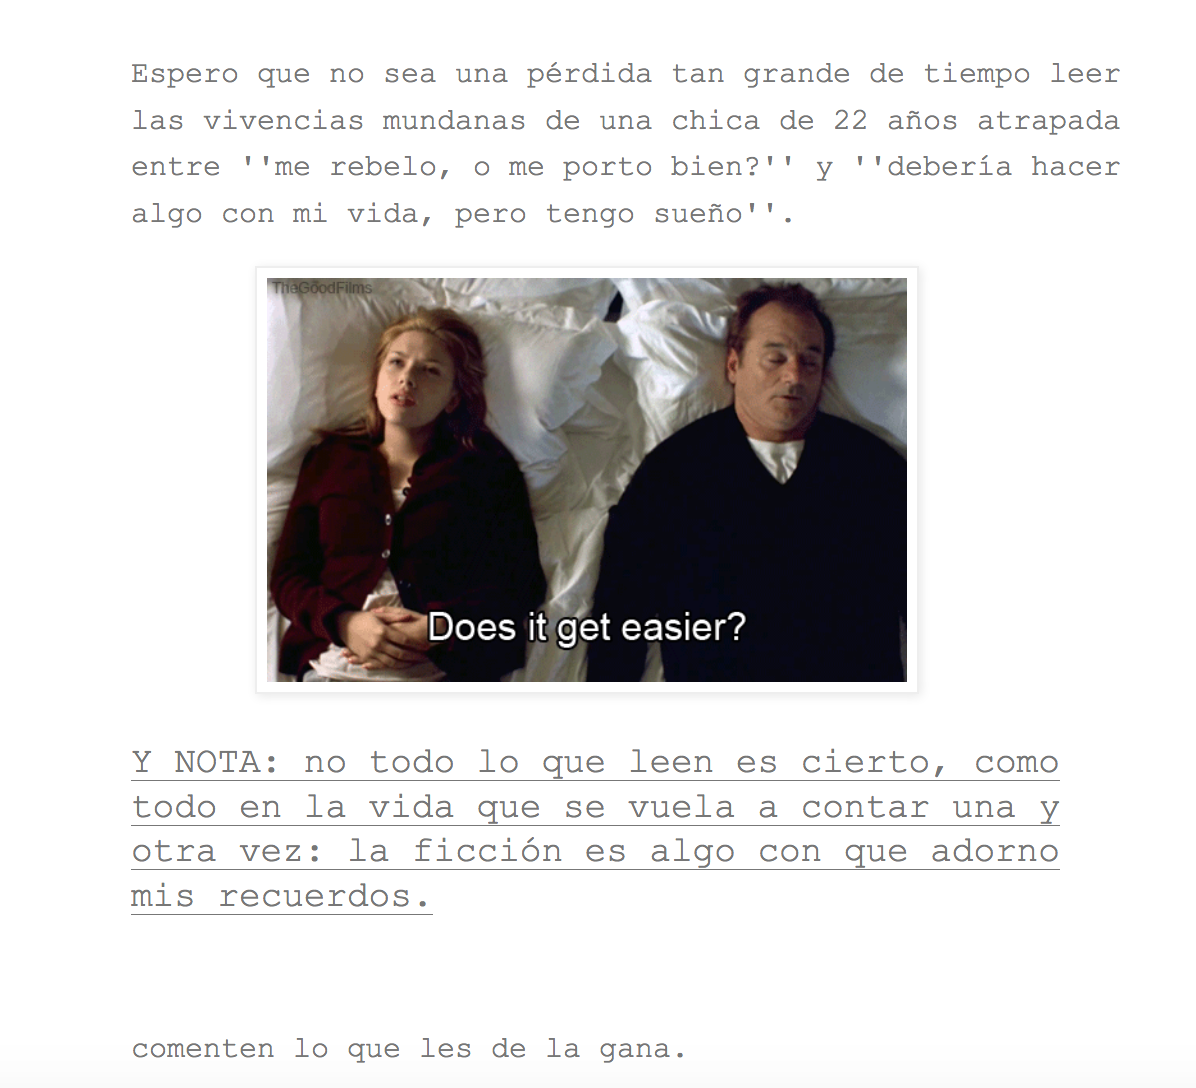 Espero que no sea una pérdida tan grande de tiempo leer
las vivencias mundanas de una chica de 22 años atrapada
entre ''me rebelo, o me porto bien?'' y ''debería hacer
algo con mi vida, pero tengo sueño''.
TheGoodFilms
Does it get easier?
Y NOTA: no todo lo que leen es cierto, como
todo en la vida que se vuela a contar una y
otra vez: la ficción es algo con que adorno
mis recuerdos.
comenten lo que les de la gana.